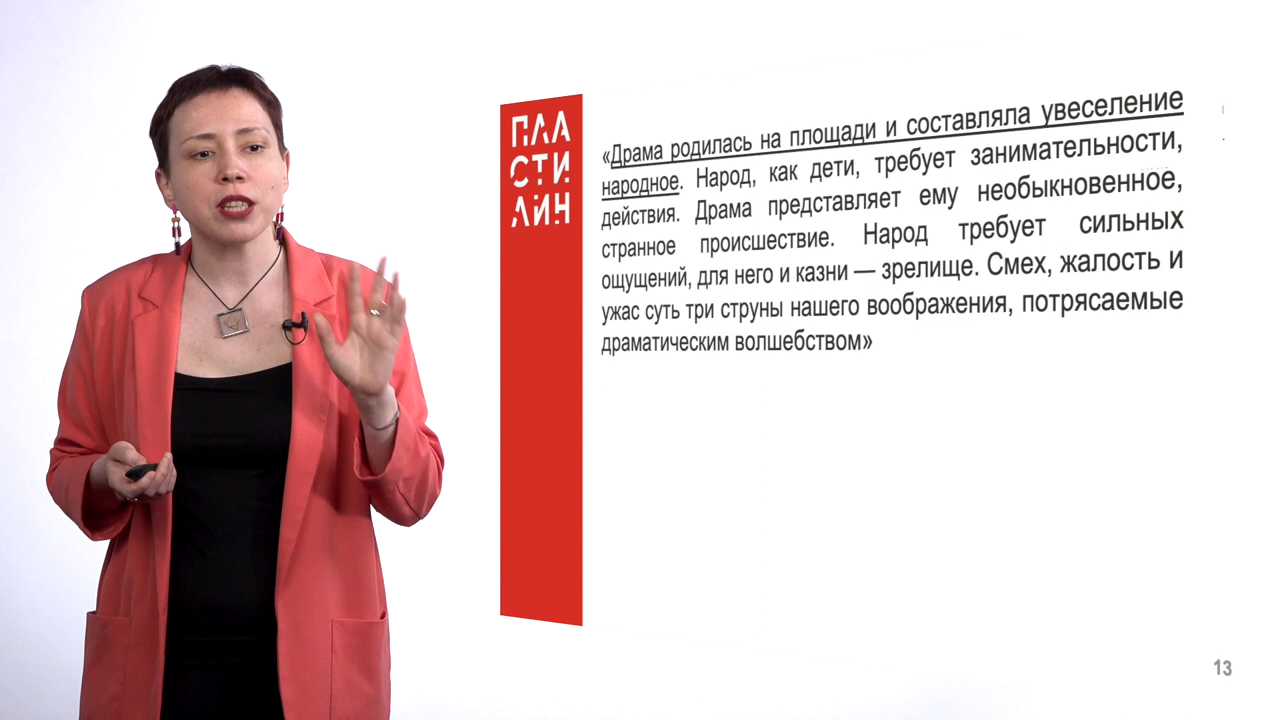 ПЛА
СТИ
ЛИН
«Драма родилась на площади и составляла увеселение
народное. Народ, как дети, требует занимательности,
действия. Драма представляет ему необыкновенное,
странное происшествие. Народ требует сильных
ощущений, для него и казни — зрелище. Смех, жалость и
ужас суть три струны нашего воображения, потрясаемые
драматическим волшебством»
13